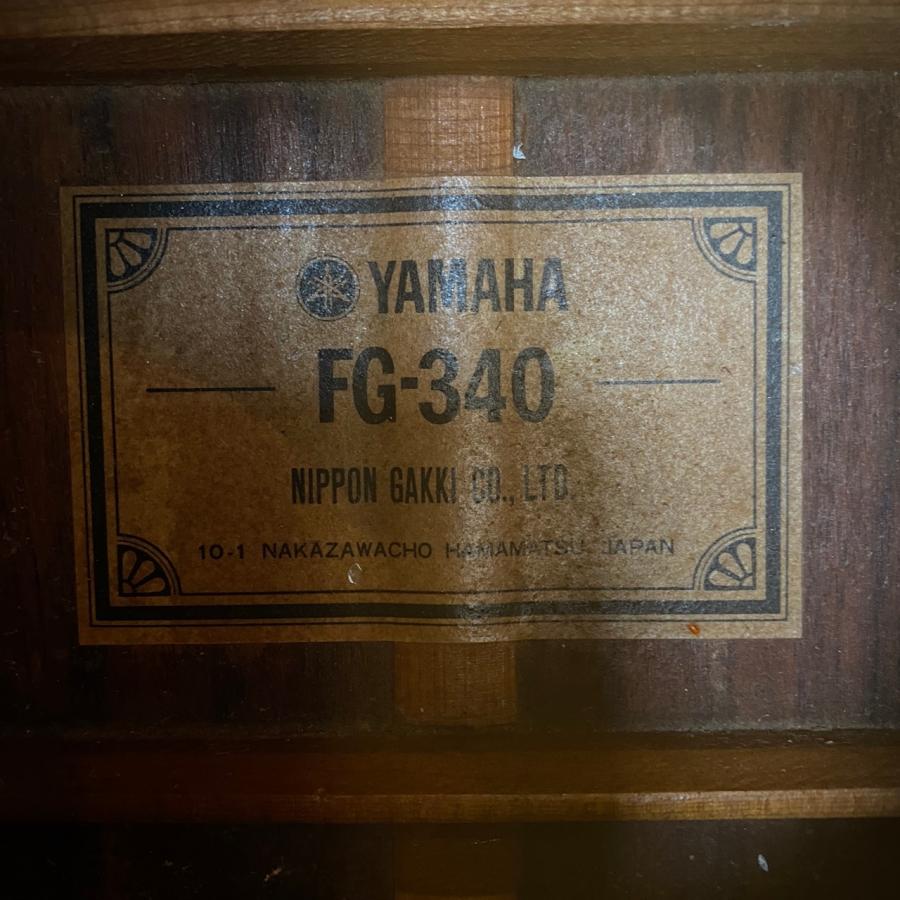 YAMAHA
FG-340
NIPPON GAKKI CO., LTD.
10-1 NAKAZAWACHO HAMAMATSU, JAPAN